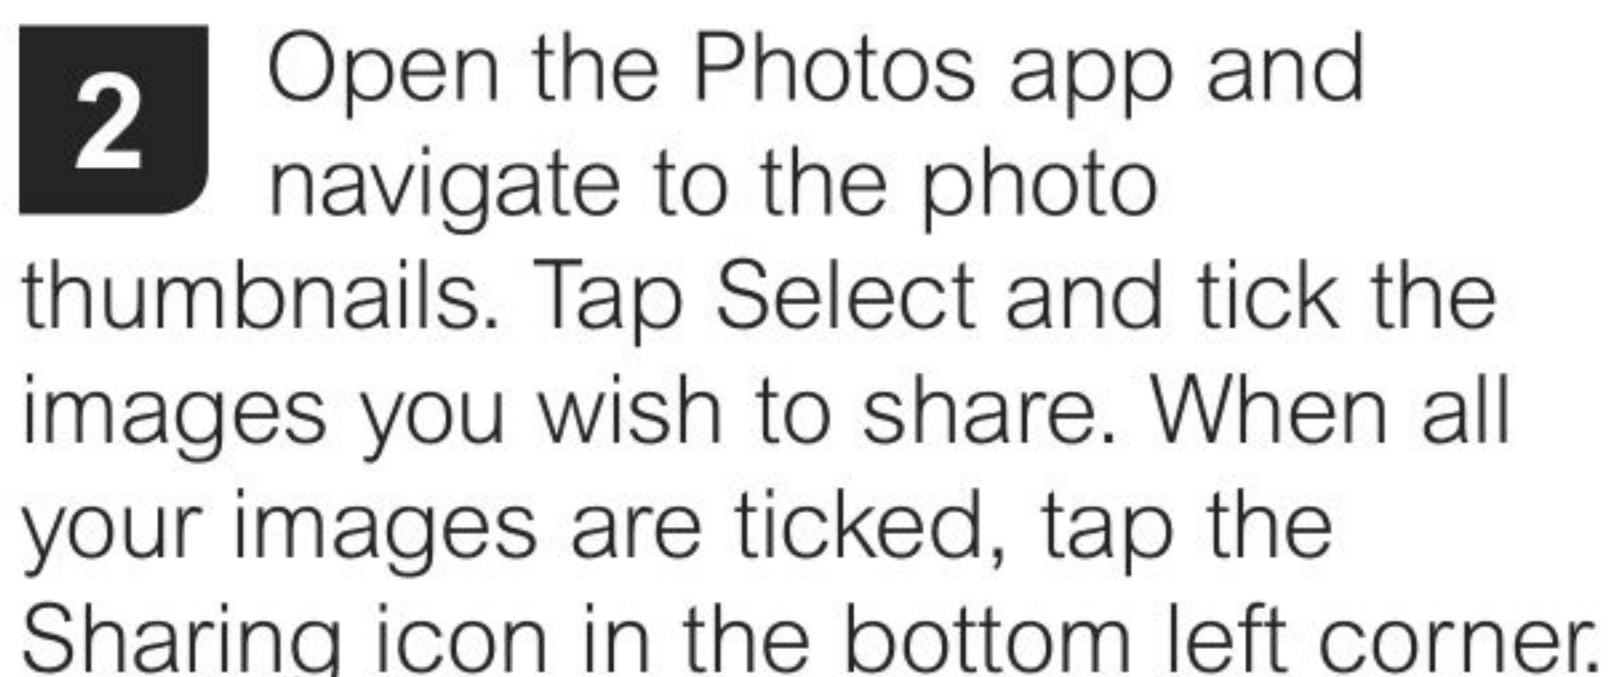 2 Open the Photos app and
navigate to the photo
thumbnails. Tap Select and tick the
images you wish to share. When all
your images are ticked, tap the
Sharing icon in the bottom left corner.